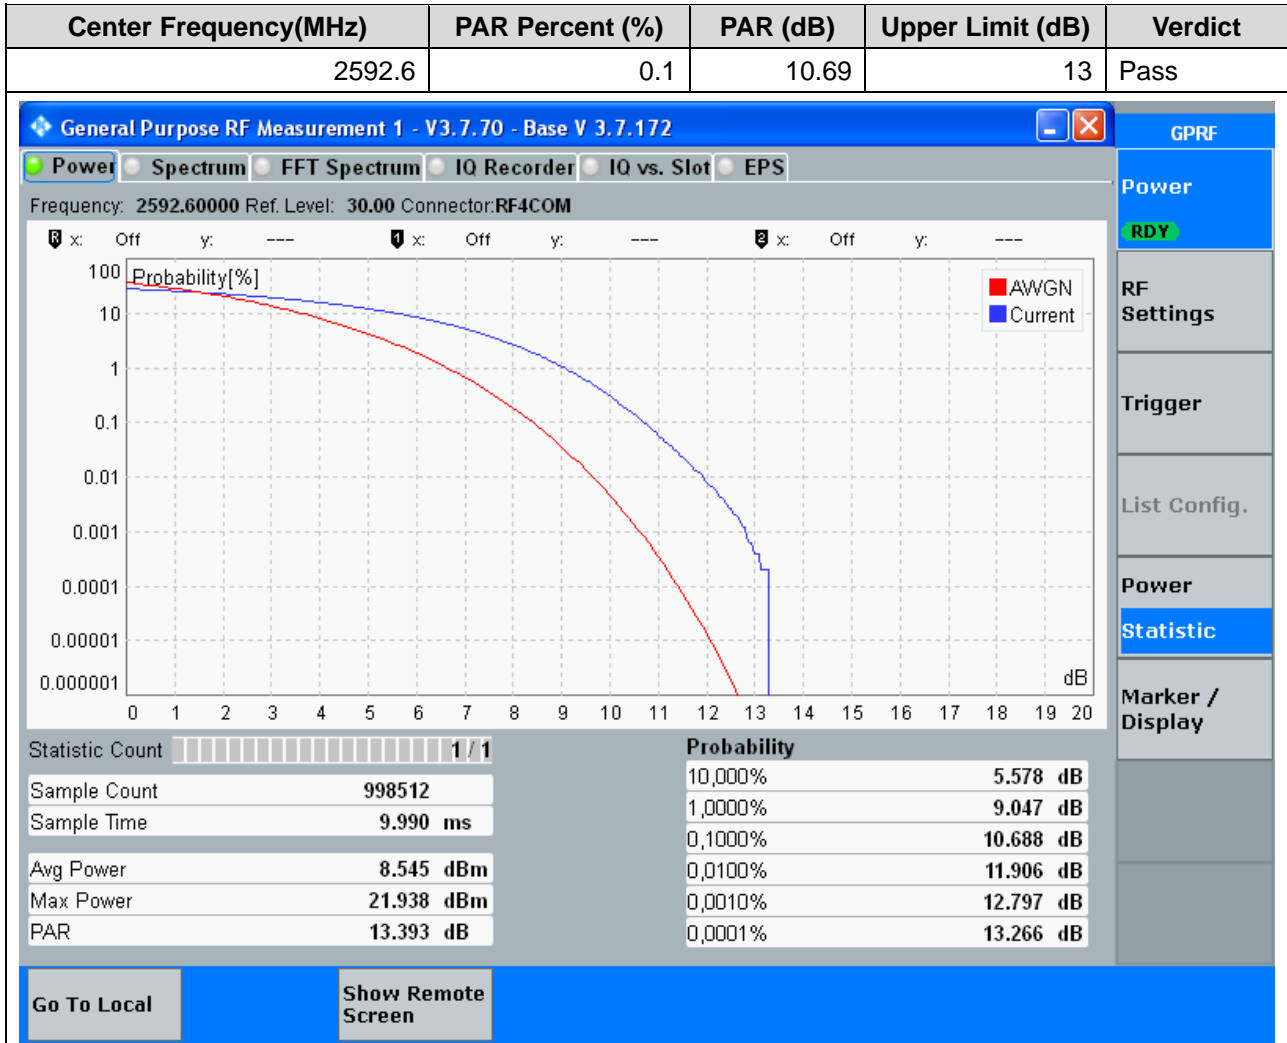 Center Frequency(MHz) PAR Percent (%) PAR (dB) Upper Limit (dB) Verdict
2592.6 0.1 10.69 13 Pass
General Purpose RF Measurement 1 - V3.7.70 - Base V 3.7.172
GPRF
Power Spectrum FFT Spectrum IQ Recorder IQ vs. Slot EPS
Power
RDY
Frequency: 2592.60000 Ref. Level: 30.00 Connector:RF4COM
R x: Off y: --- 1 x: Off y: --- 2 x: Off y: ---
Probability[%]
AWGN
Current
100
10
1
0.1
0.01
0.001
0.0001
0.00001
0.000001
dB
0 1 2 3 4 5 6 7 8 9 10 11 12 13 14 15 16 17 18 19 20
RF
Settings
Trigger
List Config.
Power
Statistic
Marker /
Display
Statistic Count 1 / 1
Sample Count 998512
Sample Time 9.990 ms
Avg Power 8.545 dBm
Max Power 21.938 dBm
PAR 13.393 dB
Probability
10,000% 5.578 dB
1,0000% 9.047 dB
0,1000% 10.688 dB
0,0100% 11.906 dB
0,0010% 12.797 dB
0,0001% 13.266 dB
Go To Local
Show Remote
Screen